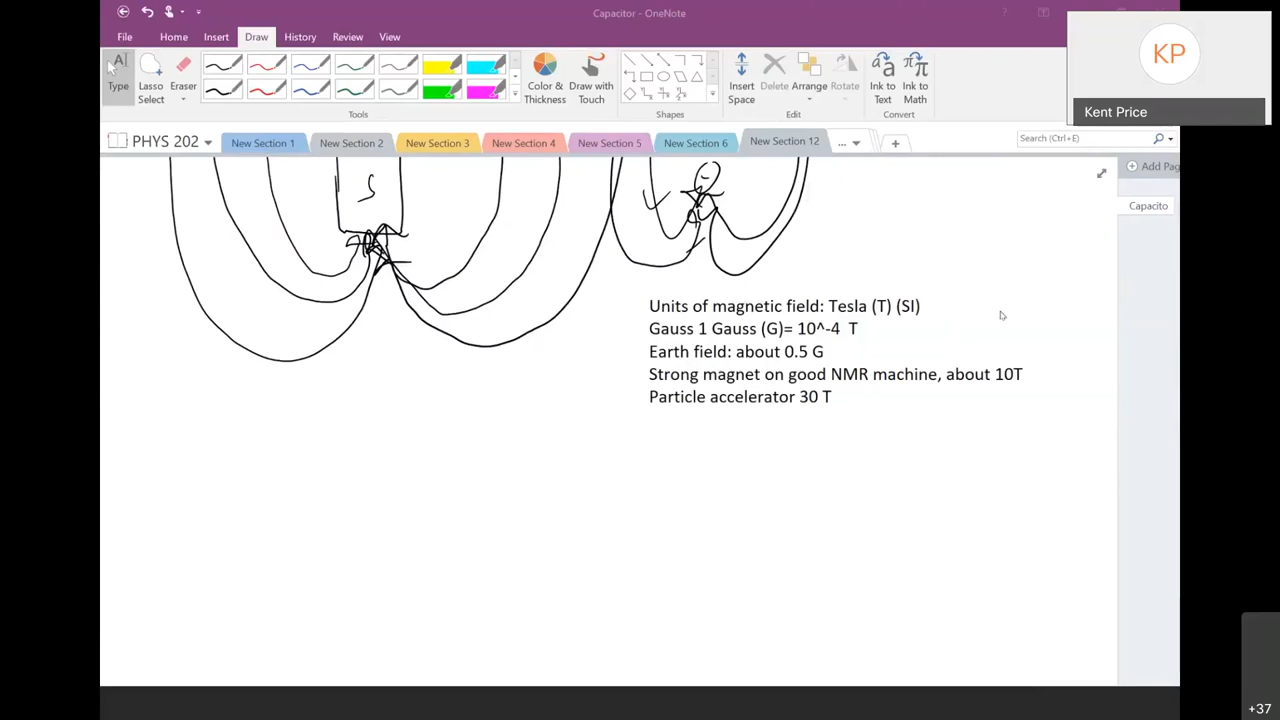 Capacitor - OneNote
File Home Insert Draw History Review View
KP
Kent Price
Type
Lasso Select
Eraser
Color & Thickness
Draw with Touch
Insert Space
Delete
Arrange
Rotate
Ink to Text
Ink to Math
Tools
Shapes
Edit
Convert
PHYS 202
New Section 1
New Section 2
New Section 3
New Section 4
New Section 5
New Section 6
New Section 12
...
Search (Ctrl+E)
Add Pag
Capacito
S
Units of magnetic field: Tesla (T) (SI)
Gauss 1 Gauss (G)= 10^-4 T
Earth field: about 0.5 G
Strong magnet on good NMR machine, about 10T
Particle accelerator 30 T
+37